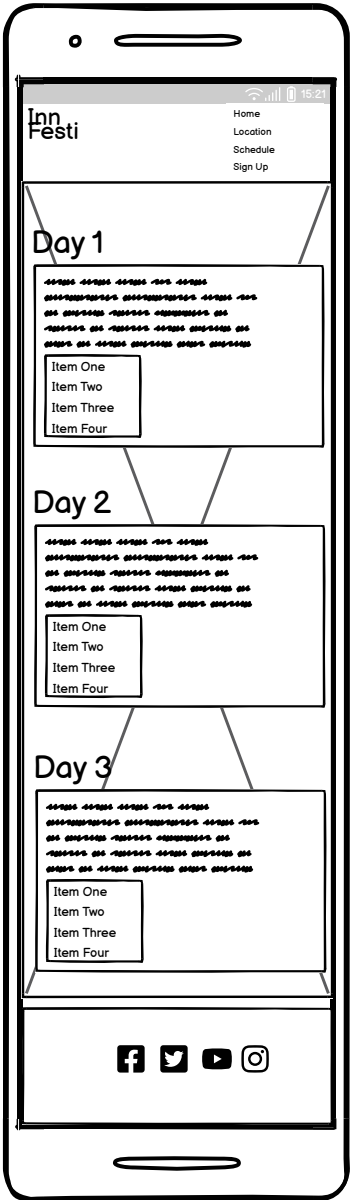 15:21
Inn
Festi
Home
Location
Schedule
Sign Up
Day 1
Item One
Item Two
Item Three
Item Four
Day 2
Item One
Item Two
Item Three
Item Four
Day 3
Item One
Item Two
Item Three
Item Four